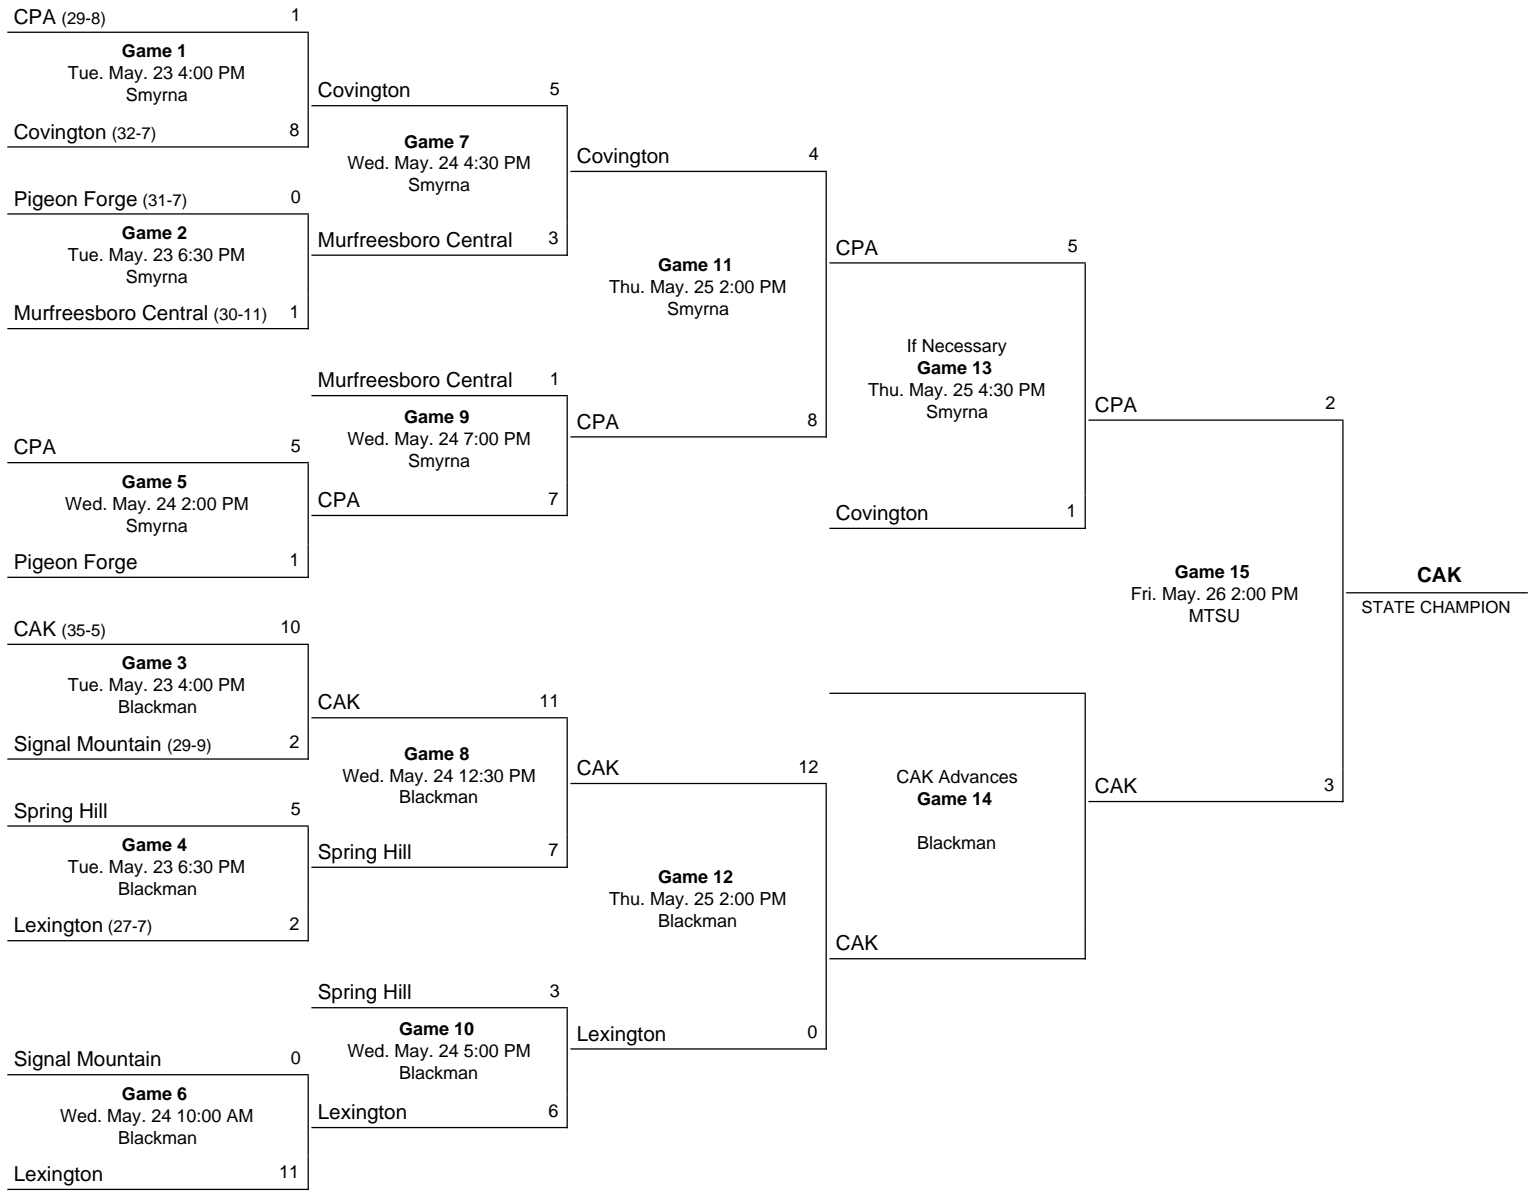 CPA (29-8) 1
Game 1
Tue. May. 23 4:00 PM
Smyrna
Covington (32-7) 8
Pigeon Forge (31-7) 0
Game 2
Tue. May. 23 6:30 PM
Smyrna
Murfreesboro Central (30-11) 1
CPA 5
Game 5
Wed. May. 24 2:00 PM
Smyrna
Pigeon Forge 1
CAK (35-5) 10
Game 3
Tue. May. 23 4:00 PM
Blackman
Signal Mountain (29-9) 2
Spring Hill 5
Game 4
Tue. May. 23 6:30 PM
Blackman
Lexington (27-7) 2
Signal Mountain 0
Game 6
Wed. May. 24 10:00 AM
Blackman
Lexington 11
Covington 5
Game 7
Wed. May. 24 4:30 PM
Smyrna
Murfreesboro Central 3
Murfreesboro Central 1
Game 9
Wed. May. 24 7:00 PM
Smyrna
CPA 7
CAK 11
Game 8
Wed. May. 24 12:30 PM
Blackman
Spring Hill 7
Spring Hill 3
Game 10
Wed. May. 24 5:00 PM
Blackman
Lexington 6
Covington 4
Game 11
Thu. May. 25 2:00 PM
Smyrna
CPA 8
CAK 12
Game 12
Thu. May. 25 2:00 PM
Blackman
Lexington 0
CPA 5
If Necessary
Game 13
Thu. May. 25 4:30 PM
Smyrna
Covington 1
CAK Advances
Game 14
Blackman
CAK
CPA 2
Game 15
Fri. May. 26 2:00 PM
MTSU
CAK 3
CAK
STATE CHAMPION